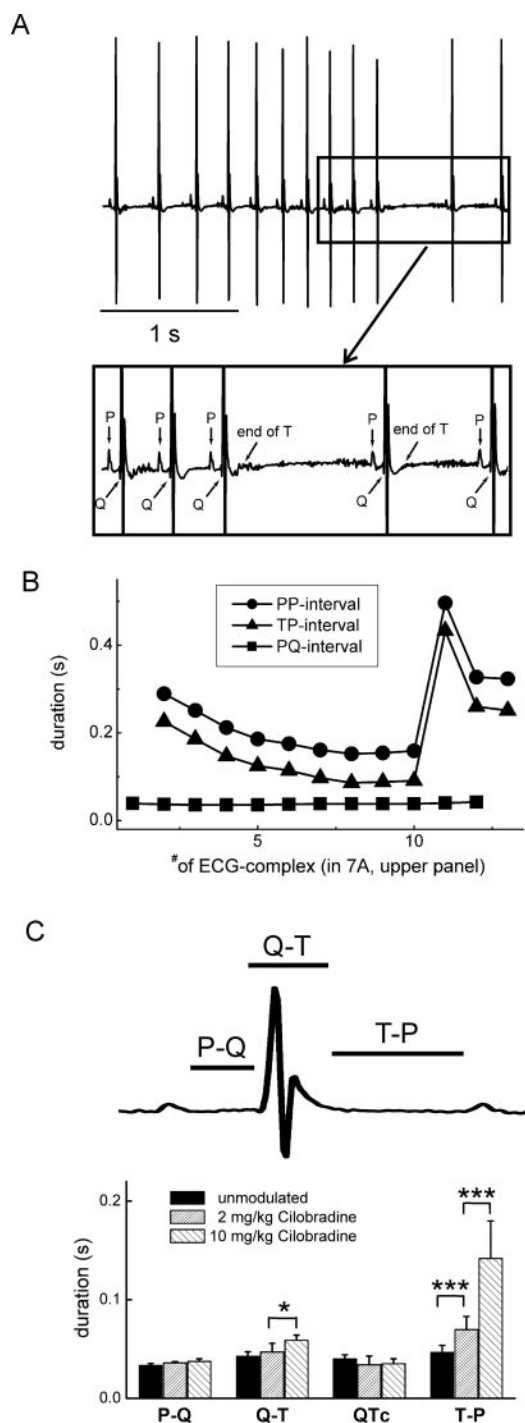 A
1 s
P P P end of T P end of T P
Q Q Q Q Q
B
PP-interval
TP-interval
PQ-interval
duration (s)
0.4
0.2
0.0
5 10
#of ECG-complex (in 7A, upper panel)
C
Q-T
P-Q
T-P
duration (s)
0.2
0.1
0.0
unmodulated
2 mg/kg Cilobradine
10 mg/kg Cilobradine
*
***
***
P-Q Q-T QTc T-P